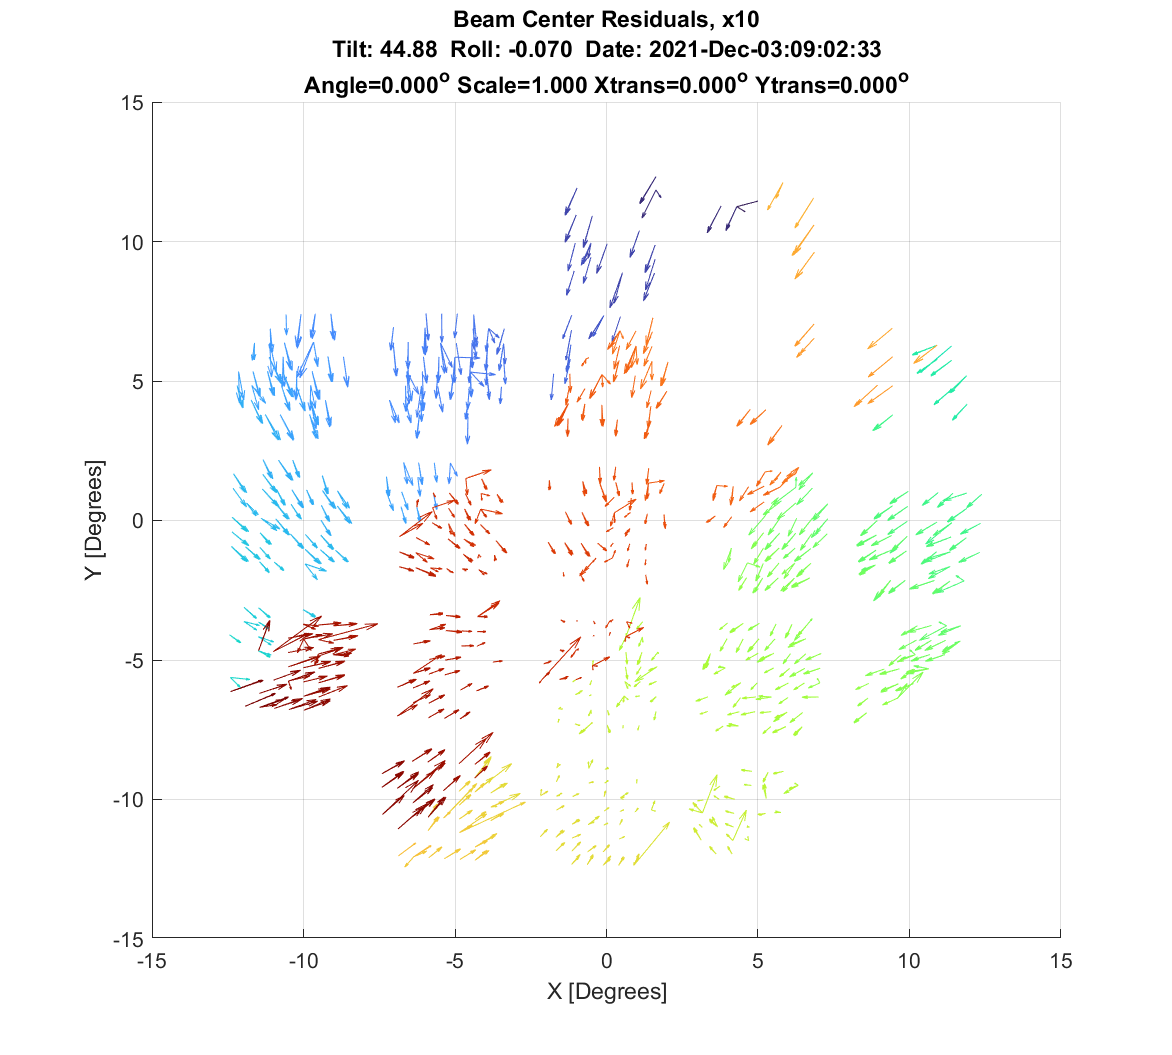 Beam Center Residuals, x10
Tilt: 44.88 Roll: -0.070 Date: 2021-Dec-03:09:02:33
Angle=0.000° Scale=1.000 Xtrans=0.000° Ytrans=0.000°
15
10
5
0
-5
-10
-15
Y [Degrees]
-15 -10 -5 0 5 10 15
X [Degrees]